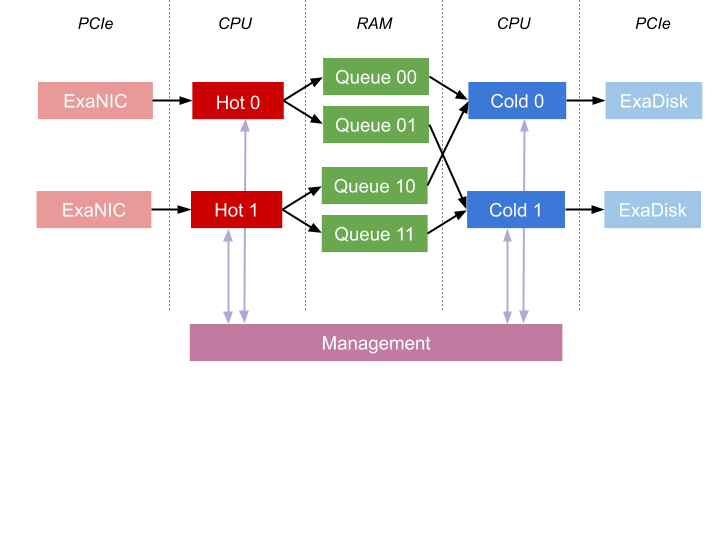 PCIe CPU RAM CPU PCIe
Queue 00
ExaNIC Hot 0 Cold 0 ExaDisk
Queue 01
Queue 10
ExaNIC Hot 1 Cold 1 ExaDisk
Queue 11
Management